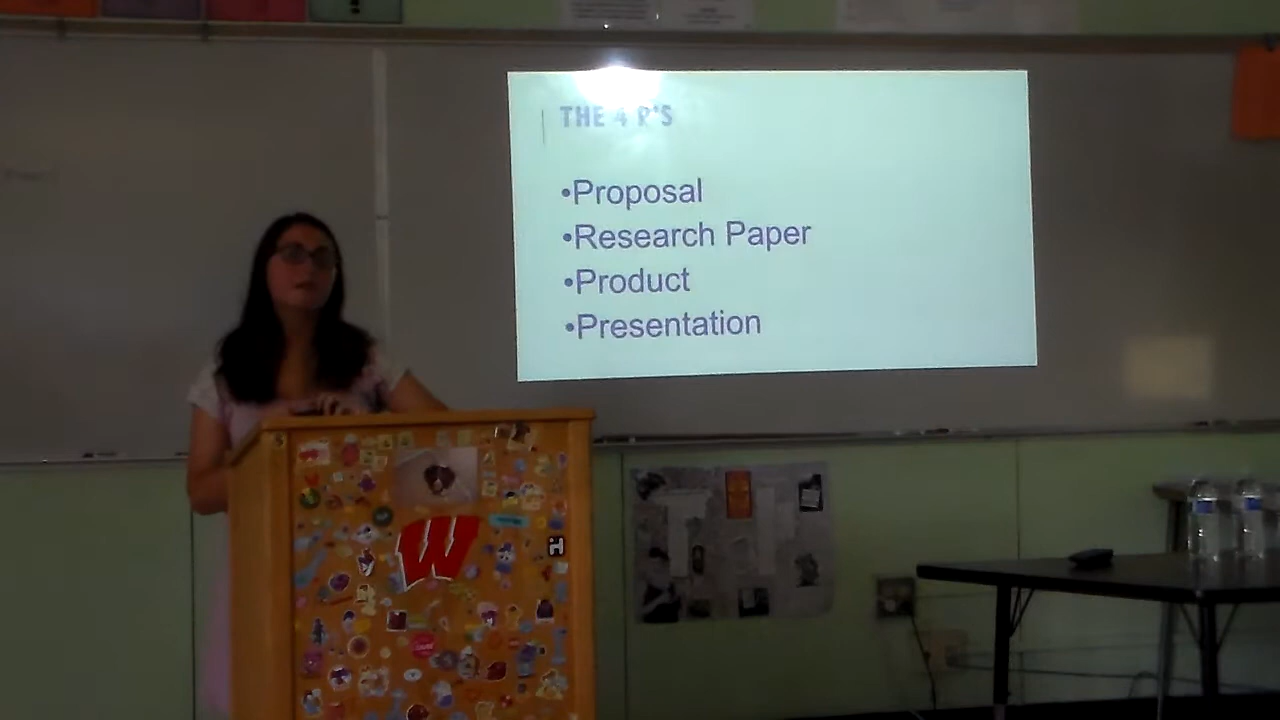 THE 4 P'S
•Proposal
•Research Paper
•Product
•Presentation
W
H